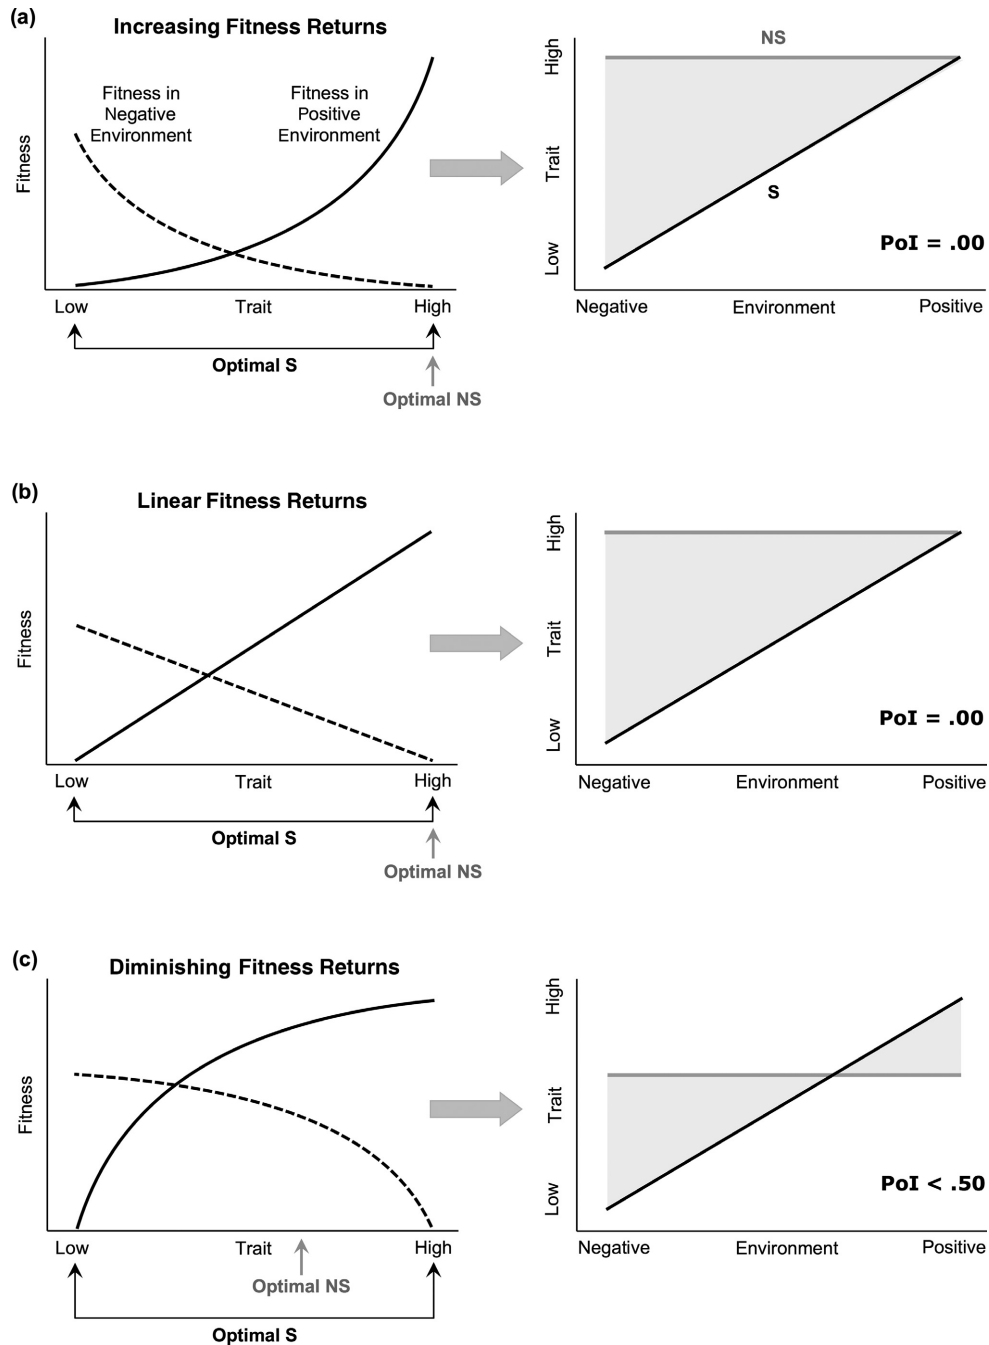 (a)
Increasing Fitness Returns
Fitness in
Negative
Environment
Fitness in
Positive
Environment
Fitness
Low Trait High
Optimal S
Optimal NS
NS
S
High
Trait
Low
PoI = .00
Negative Environment Positive
(b)
Linear Fitness Returns
Fitness
Low Trait High
Optimal S
Optimal NS
High
Trait
Low
PoI = .00
Negative Environment Positive
(c)
Diminishing Fitness Returns
Fitness
Low Trait High
Optimal NS
Optimal S
High
Trait
Low
PoI < .50
Negative Environment Positive